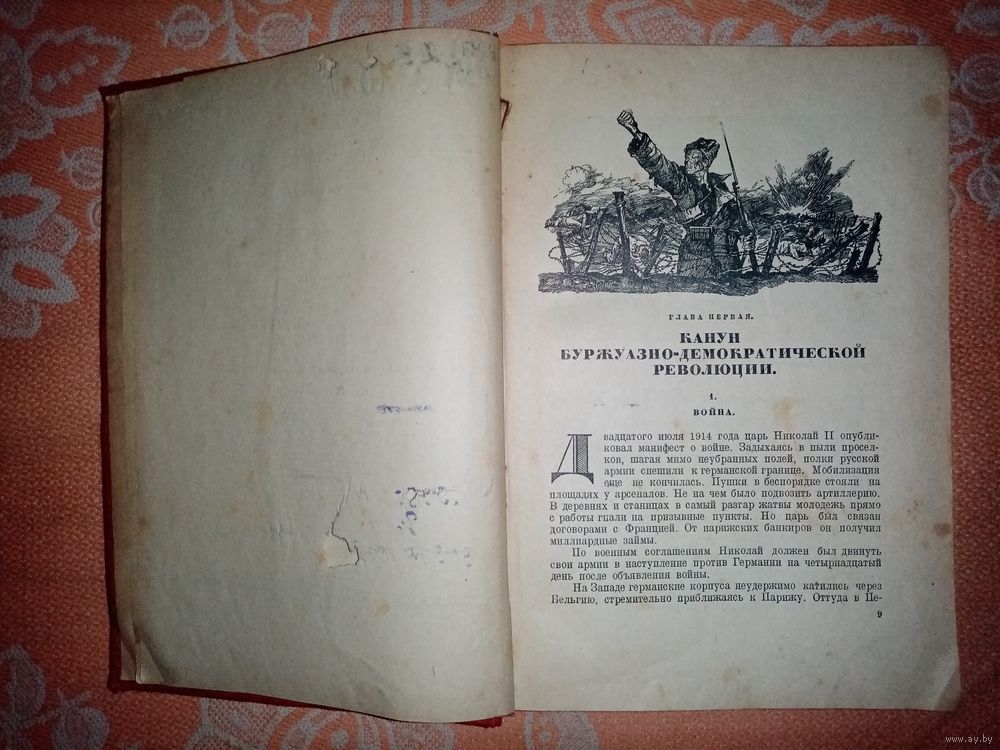 ГЛАВА ПЕРВАЯ.
КАНУН
БУРЖУАЗНО-ДЕМОКРАТИЧЕСКОЙ
РЕВОЛЮЦИИ.
1.
ВОЙНА.
Двадцатого июля 1914 года царь Николай II опубли-
ковал манифест о войне. Задыхаясь в пыли просел-
ков, шагая мимо неубранных полей, полки русской
армии спешили к германской границе. Мобилизация
еще не кончилась. Пушки в беспорядке стояли на
площадях у арсеналов. Не на чем было подвозить артиллерию.
В деревнях и станицах в самый разгар жатвы молодежь прямо
с работы гнали на призывные пункты. Но царь был связан
договорами с Францией. От парижских банкиров он получил
миллиардные займы.
По военным соглашениям Николай должен был двинуть
свои армии в наступление против Германии на четырнадцатый
день после объявления войны.
На Западе германские корпуса неудержимо катились через
Бельгию, стремительно приближаясь к Парижу. Оттуда в Пе-
9
www.ay.by